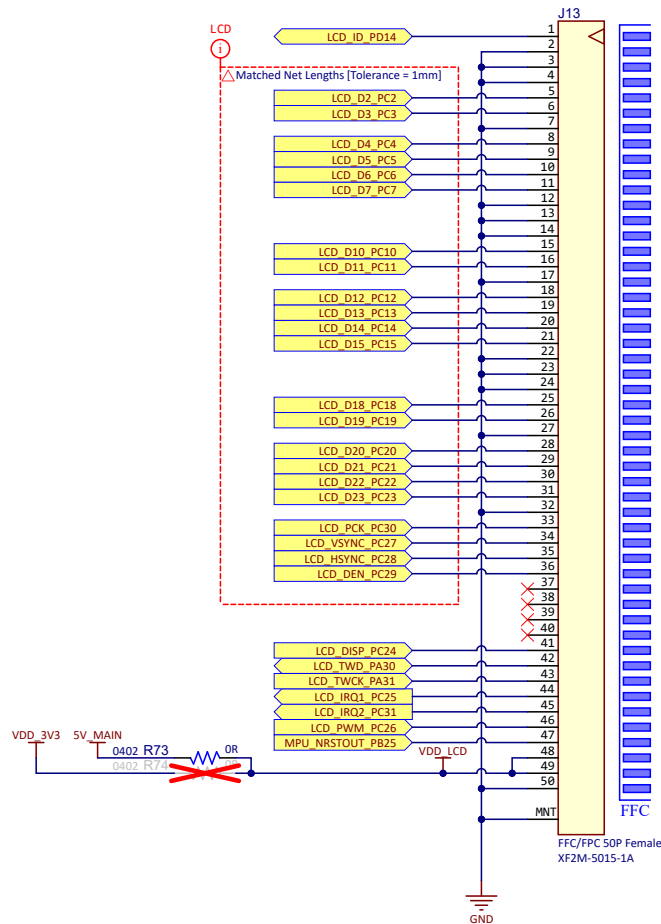 J13
LCD
i
LCD_ID_PD14 1
2
Matched Net Lengths [Tolerance = 1mm] 3
4
LCD_D2_PC2 5
LCD_D3_PC3 6
7
LCD_D4_PC4 8
LCD_D5_PC5 9
LCD_D6_PC6 10
LCD_D7_PC7 11
12
13
14
LCD_D10_PC10 15
LCD_D11_PC11 16
17
LCD_D12_PC12 18
LCD_D13_PC13 19
LCD_D14_PC14 20
LCD_D15_PC15 21
22
23
24
LCD_D18_PC18 25
LCD_D19_PC19 26
27
LCD_D20_PC20 28
LCD_D21_PC21 29
LCD_D22_PC22 30
LCD_D23_PC23 31
32
LCD_PCK_PC30 33
LCD_VSYNC_PC27 34
LCD_HSYNC_PC28 35
LCD_DEN_PC29 36
37
38
39
40
LCD_DISP_PC24 41
LCD_TWD_PA30 42
LCD_TWCK_PA31 43
LCD_IRQ1_PC25 44
LCD_IRQ2_PC31 45
LCD_PWM_PC26 46
MPU_NRSTOUT_PB25 47
VDD_3V3 5V_MAIN
0402 R73 0R VDD_LCD 48
0402 R74 0R 49
50
MNT
FFC
FFC/FPC 50P Female
XF2M-5015-1A
GND